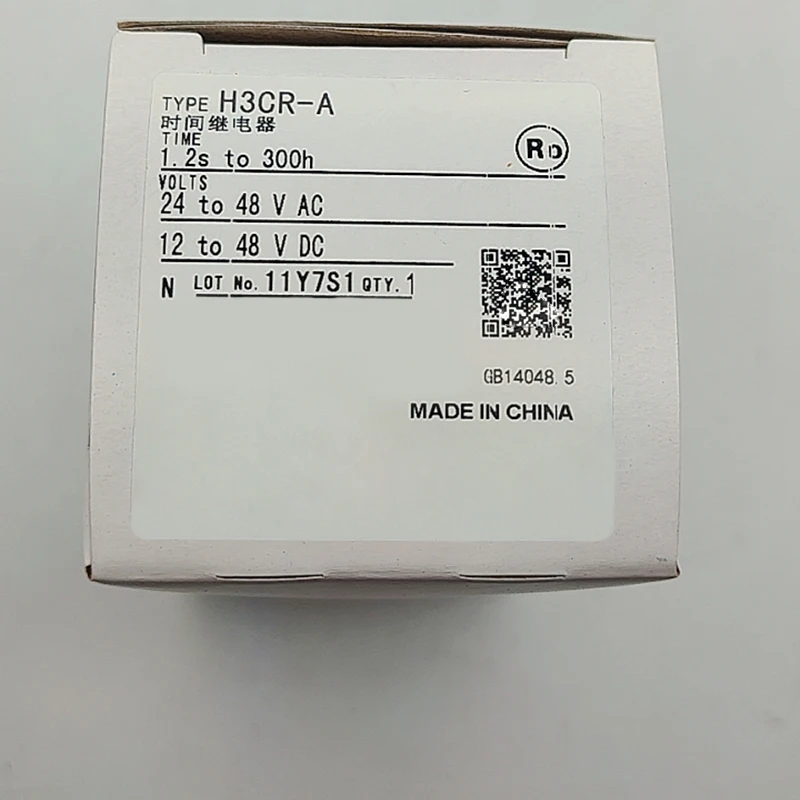 TYPE H3CR-A
时间继电器
TIME
1.2s to 300h
RD
VOLTS
24 to 48 V AC
12 to 48 V DC
N LOT No. 11Y7S1 QTY. 1
GB14048.5
MADE IN CHINA